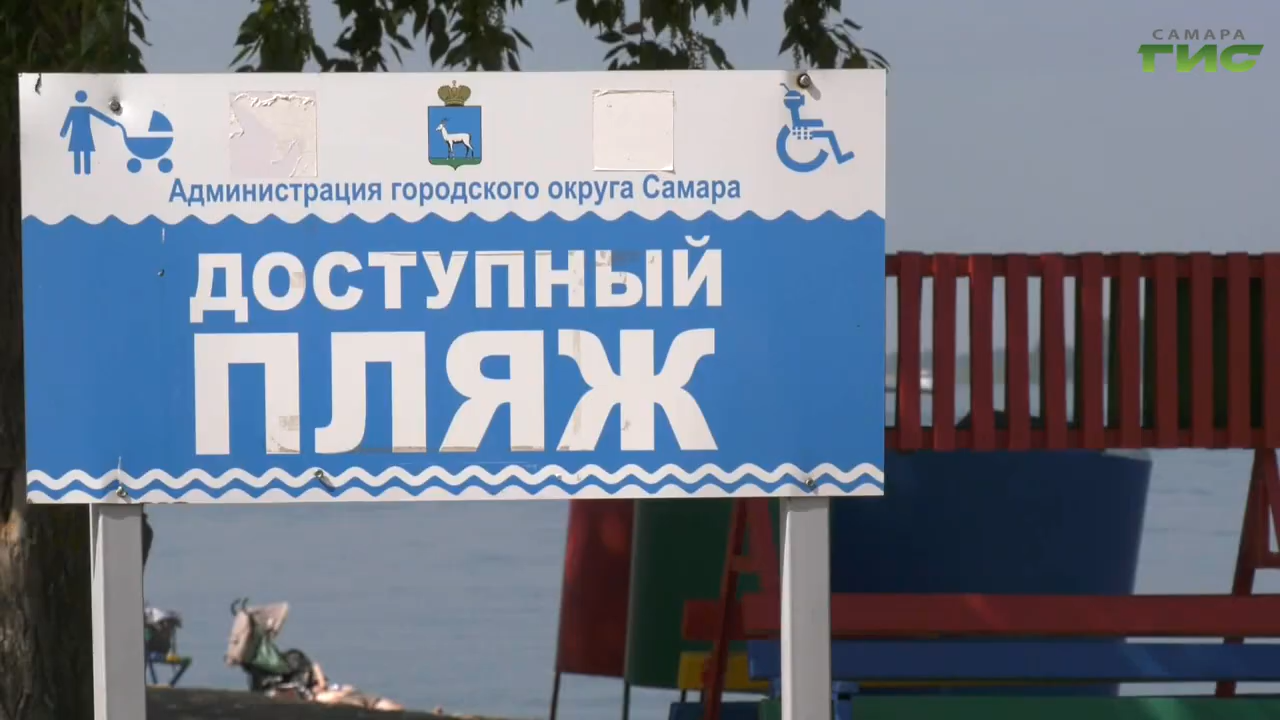 САМАРА
ГИС
Администрация городского округа Самара
ДОСТУПНЫЙ
ПЛЯЖ